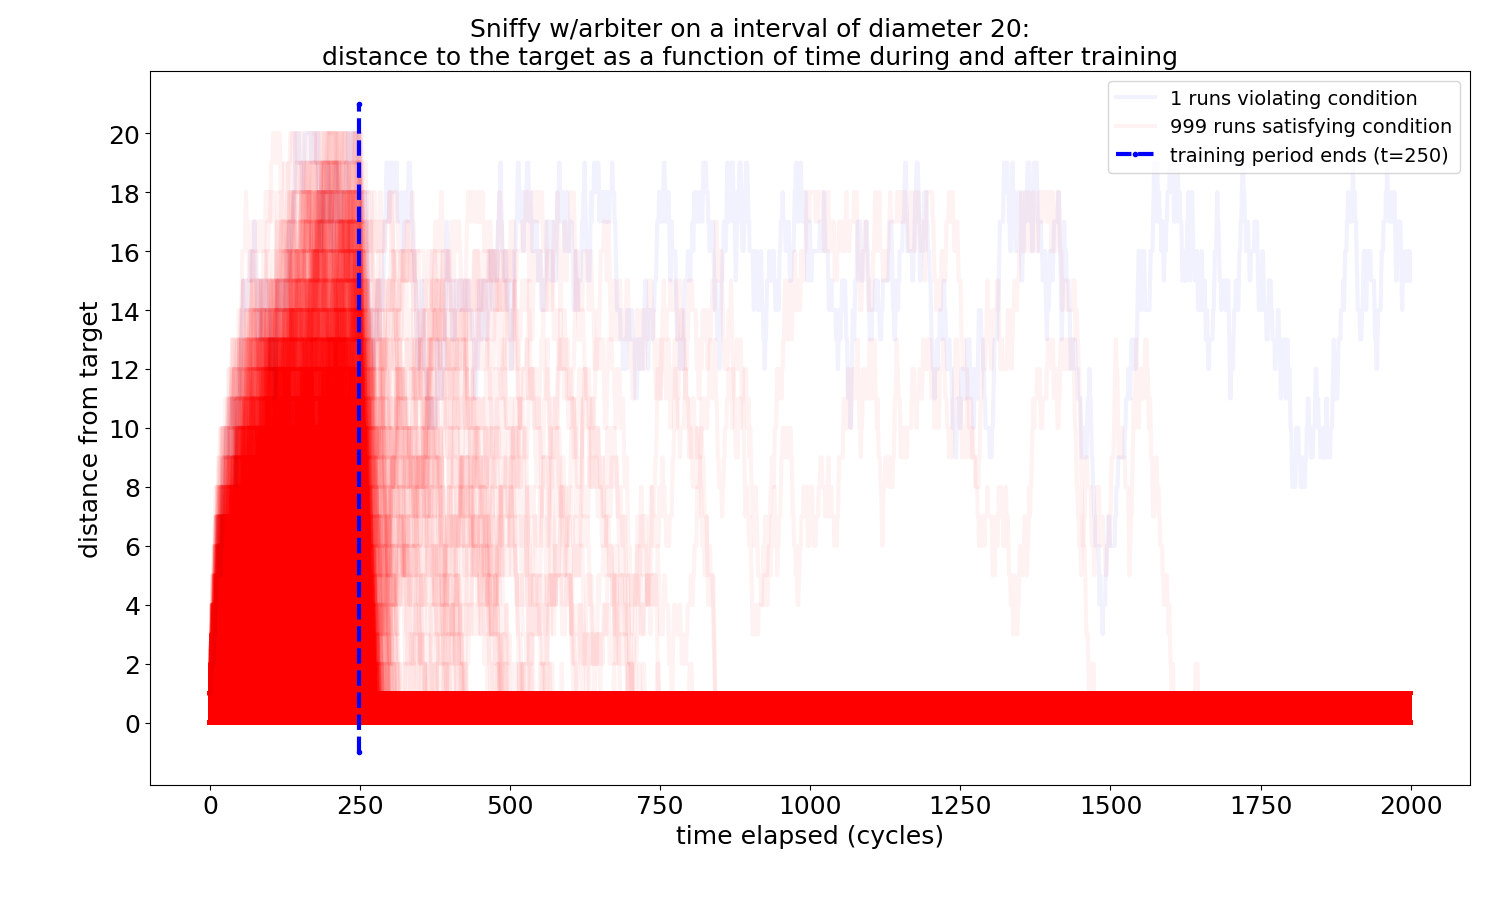 Sniffy w/arbiter on a interval of diameter 20:
distance to the target as a function of time during and after training
1 runs violating condition
999 runs satisfying condition
training period ends (t=250)
distance from target
20
18
16
14
12
10
8
6
4
2
0
0 250 500 750 1000 1250 1500 1750 2000
time elapsed (cycles)